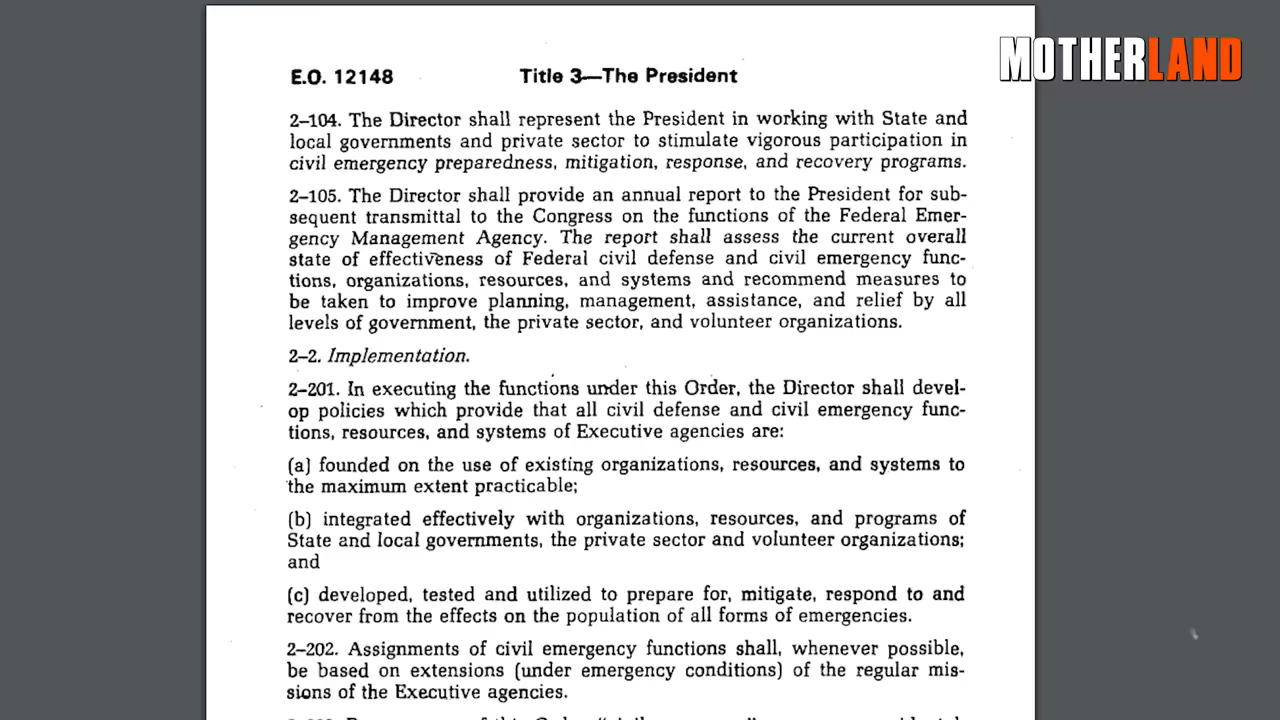 MOTHERLAND
E.O. 12148 Title 3—The President
2–104. The Director shall represent the President in working with State and
local governments and private sector to stimulate vigorous participation in
civil emergency preparedness, mitigation, response, and recovery programs.
2–105. The Director shall provide an annual report to the President for sub-
sequent transmittal to the Congress on the functions of the Federal Emer-
gency Management Agency. The report shall assess the current overall
state of effectiveness of Federal civil defense and civil emergency func-
tions, organizations, resources, and systems and recommend measures to
be taken to improve planning, management, assistance, and relief by all
levels of government, the private sector, and volunteer organizations.
2–2. Implementation.
2–201. In executing the functions under this Order, the Director shall devel-
op policies which provide that all civil defense and civil emergency func-
tions, resources, and systems of Executive agencies are:
(a) founded on the use of existing organizations, resources, and systems to
the maximum extent practicable;
(b) integrated effectively with organizations, resources, and programs of
State and local governments, the private sector and volunteer organizations;
and
(c) developed, tested and utilized to prepare for, mitigate, respond to and
recover from the effects on the population of all forms of emergencies.
2–202. Assignments of civil emergency functions shall, whenever possible,
be based on extensions (under emergency conditions) of the regular mis-
sions of the Executive agencies.